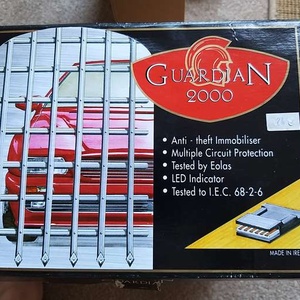 GUARDIAN
2000
• Anti - theft Immobiliser
• Multiple Circuit Protection
• Tested by Eolas
• LED Indicator
• Tested to I.E.C. 68-2-6
MADE IN IRE
GUARDIAN